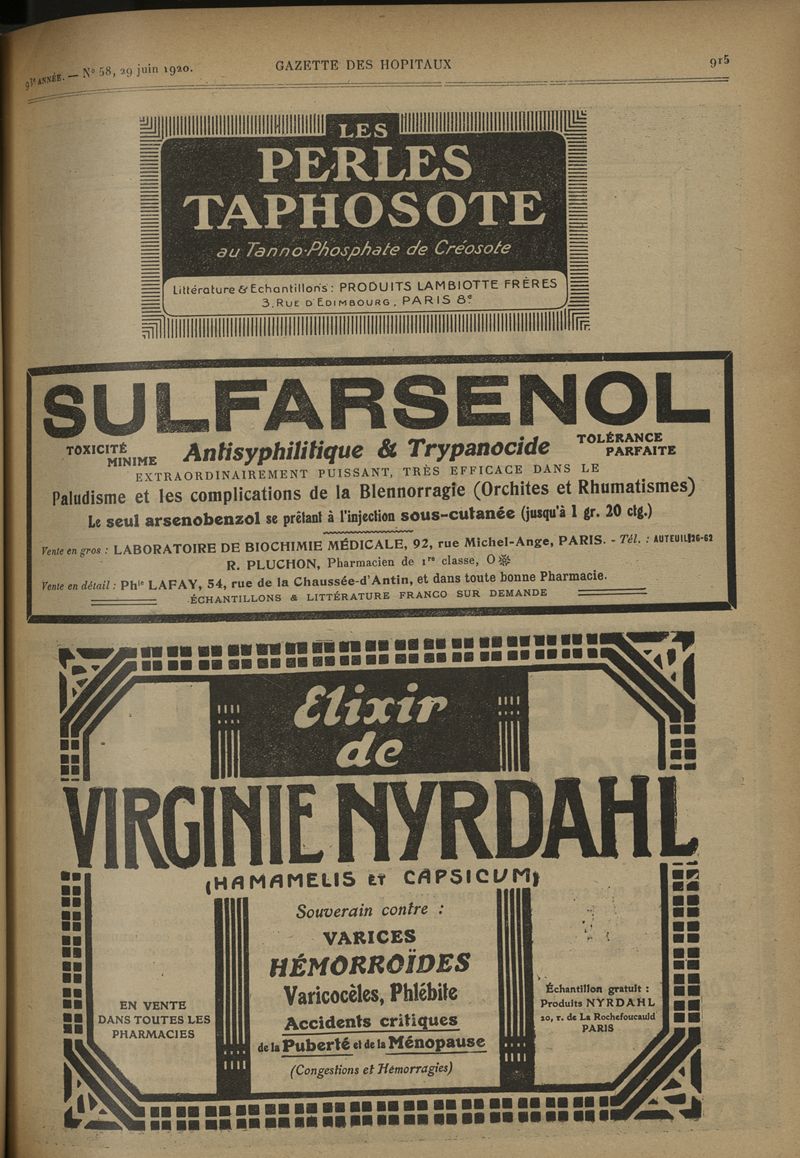 93e ANNÉE. — No 58, 29 juin 1920.
GAZETTE DES HOPITAUX
915
LES
PERLES
TAPHOSOTE
au Tanno-Phosphate de Créosote
Littérature & Echantillons : PRODUITS LAMBIOTTE FRÈRES
3, RUE D'EDIMBOURG, PARIS 8e
SULFARSENOL
TOXICITÉ
MINIME
Antisyphilitique & Trypanocide
TOLÉRANCE
PARFAITE
EXTRAORDINAIREMENT PUISSANT, TRÈS EFFICACE DANS LE
Paludisme et les complications de la Blennorragie (Orchites et Rhumatismes)
Le seul arsenobenzol se prêtant à l'injection sous-cutanée (jusqu'à 1 gr. 20 ctg.)
Vente en gros : LABORATOIRE DE BIOCHIMIE MÉDICALE, 92, rue Michel-Ange, PARIS. - Tél. : AUTEUIL 26-62
R. PLUCHON, Pharmacien de 1re classe, O ❋
Vente en détail : Phie LAFAY, 54, rue de la Chaussée-d'Antin, et dans toute bonne Pharmacie.
ÉCHANTILLONS & LITTÉRATURE FRANCO SUR DEMANDE
Elixir
de
VIRGINIE NYRDAHL
(HAMAMELIS ET CAPSICUM)
Souverain contre :
VARICES
HÉMORROÏDES
Varicocèles, Phlébite
Accidents critiques
de la Puberté et de la Ménopause
(Congestions et Hémorragies)
EN VENTE
DANS TOUTES LES
PHARMACIES
Échantillon gratuit :
Produits NYRDAHL
20, r. de La Rochefoucauld
PARIS